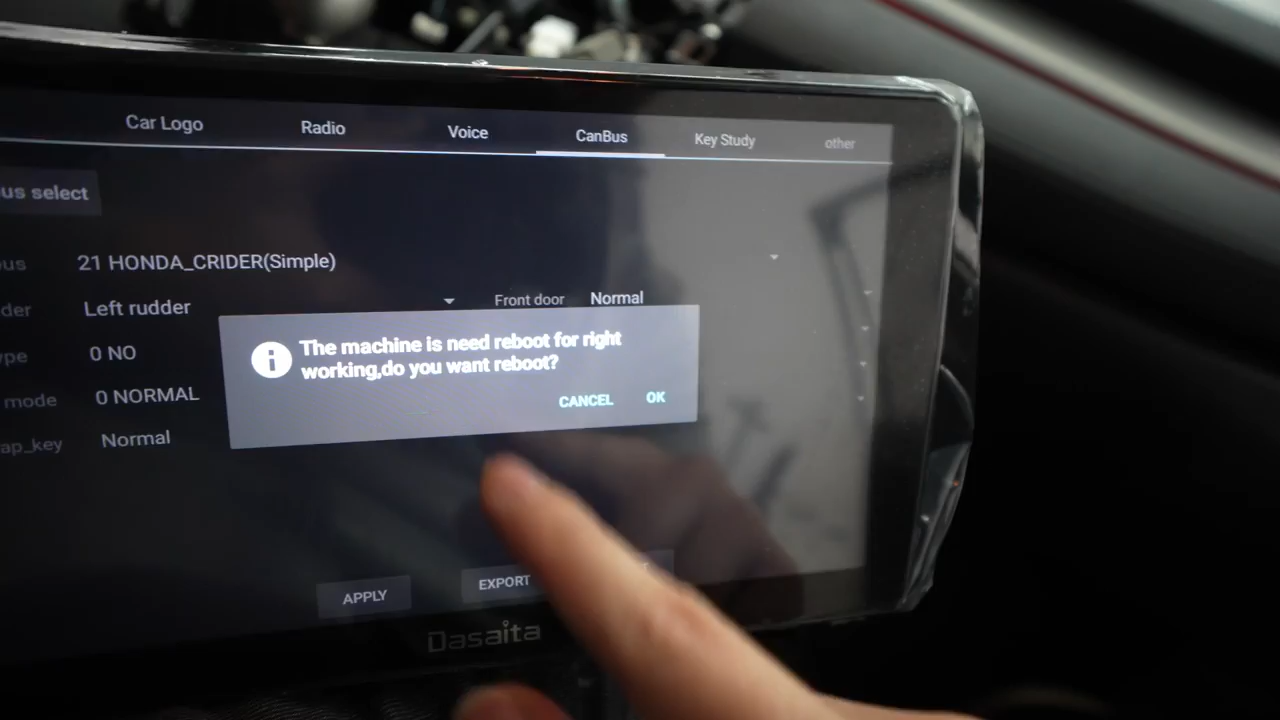 Car Logo Radio Voice CanBus Key Study other
us select
us 21 HONDA_CRIDER(Simple)
der Left rudder Front door Normal
ype 0 NO
mode 0 NORMAL
ap_key Normal
The machine is need reboot for right
working,do you want reboot?
CANCEL OK
APPLY EXPORT
Dasaita